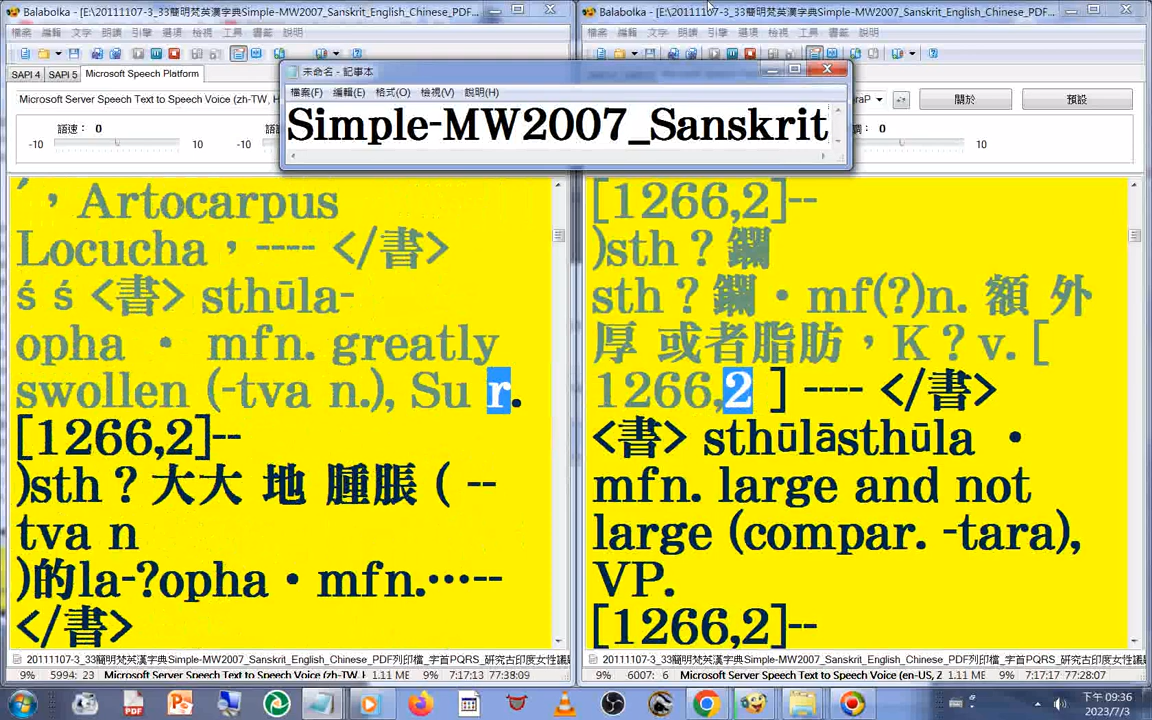 Balabolka - [E:\20111107-3_33簡明梵英漢字典Simple-MW2007_Sanskrit_English_Chinese_PDF...
檔案 編輯 文字 朗讀 引擎 選項 檢視 工具 書籤 說明
SAPI 4 SAPI 5 Microsoft Speech Platform
Microsoft Server Speech Text to Speech Voice (zh-TW, H
語速： 0
-10 10 -10
´，Artocarpus
Locucha，---- </書>
ś ś <書> sthūla-
opha ‧ mfn. greatly
swollen (-tva n.), Su r.
[1266,2]--
)sth？大大 地 腫脹（ --
tva n
)的la-?opha‧mfn.…--
</書>
20111107-3_33簡明梵英漢字典Simple-MW2007_Sanskrit_English_Chinese_PDF列印檔_字首PQRS_研究古印度女性議
9% 5994: 23 Microsoft Server Speech Text to Speech Voice (zh-TW, H 1.11 MB 9% 7:17:13 77:38:09
Balabolka - [E:\20111107-3_33簡明梵英漢字典Simple-MW2007_Sanskrit_English_Chinese_PDF...
檔案 編輯 文字 朗讀 引擎 選項 檢視 工具 書籤 說明
關於 預設
0
10
[1266,2]--
)sth？鑭
sth？鑭‧mf(?)n. 額 外
厚 或者脂肪，K？v. [
1266,2 ] ---- </書>
<書> sthūlāsthūla ‧
mfn. large and not
large (compar. -tara),
VP.
[1266,2]--
20111107-3_33簡明梵英漢字典Simple-MW2007_Sanskrit_English_Chinese_PDF列印檔_字首PQRS_研究古印度女性議
9% 6007: 6 Microsoft Server Speech Text to Speech Voice (en-US, Z 1.11 MB 9% 7:17:17 77:28:07
未命名 - 記事本
檔案(F) 編輯(E) 格式(O) 檢視(V) 說明(H)
Simple-MW2007_Sanskrit
下午 09:36
2023/7/3